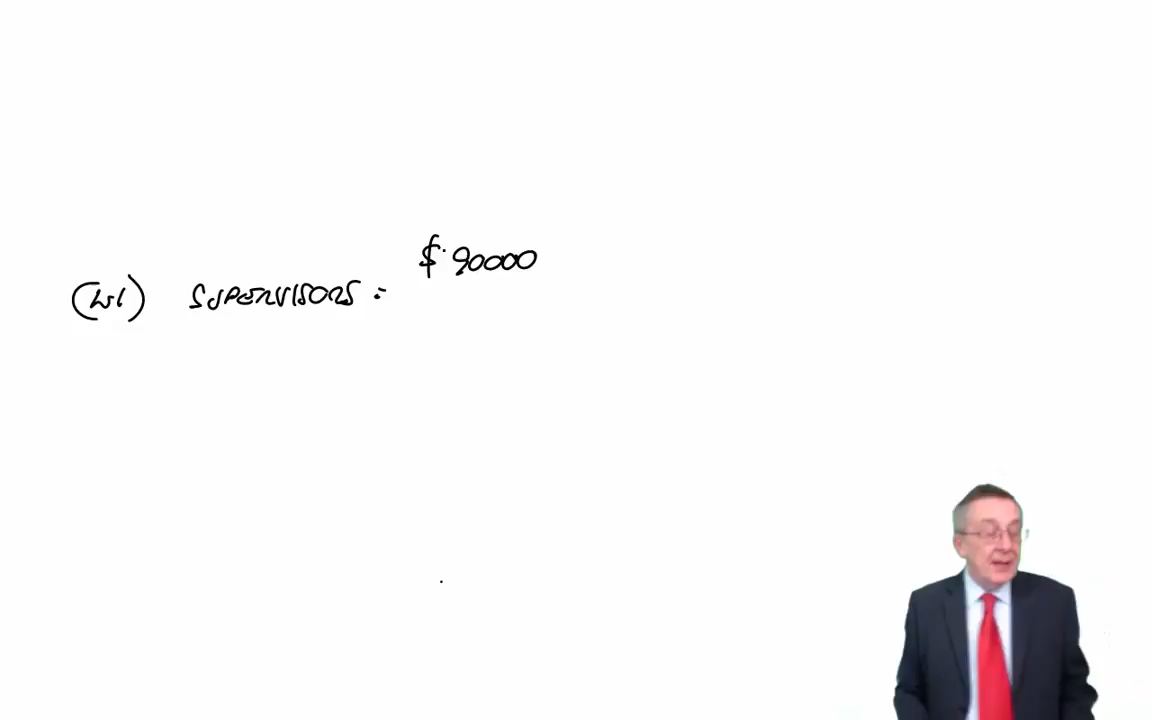 $ 90000
(W1) SUPERVISORS =